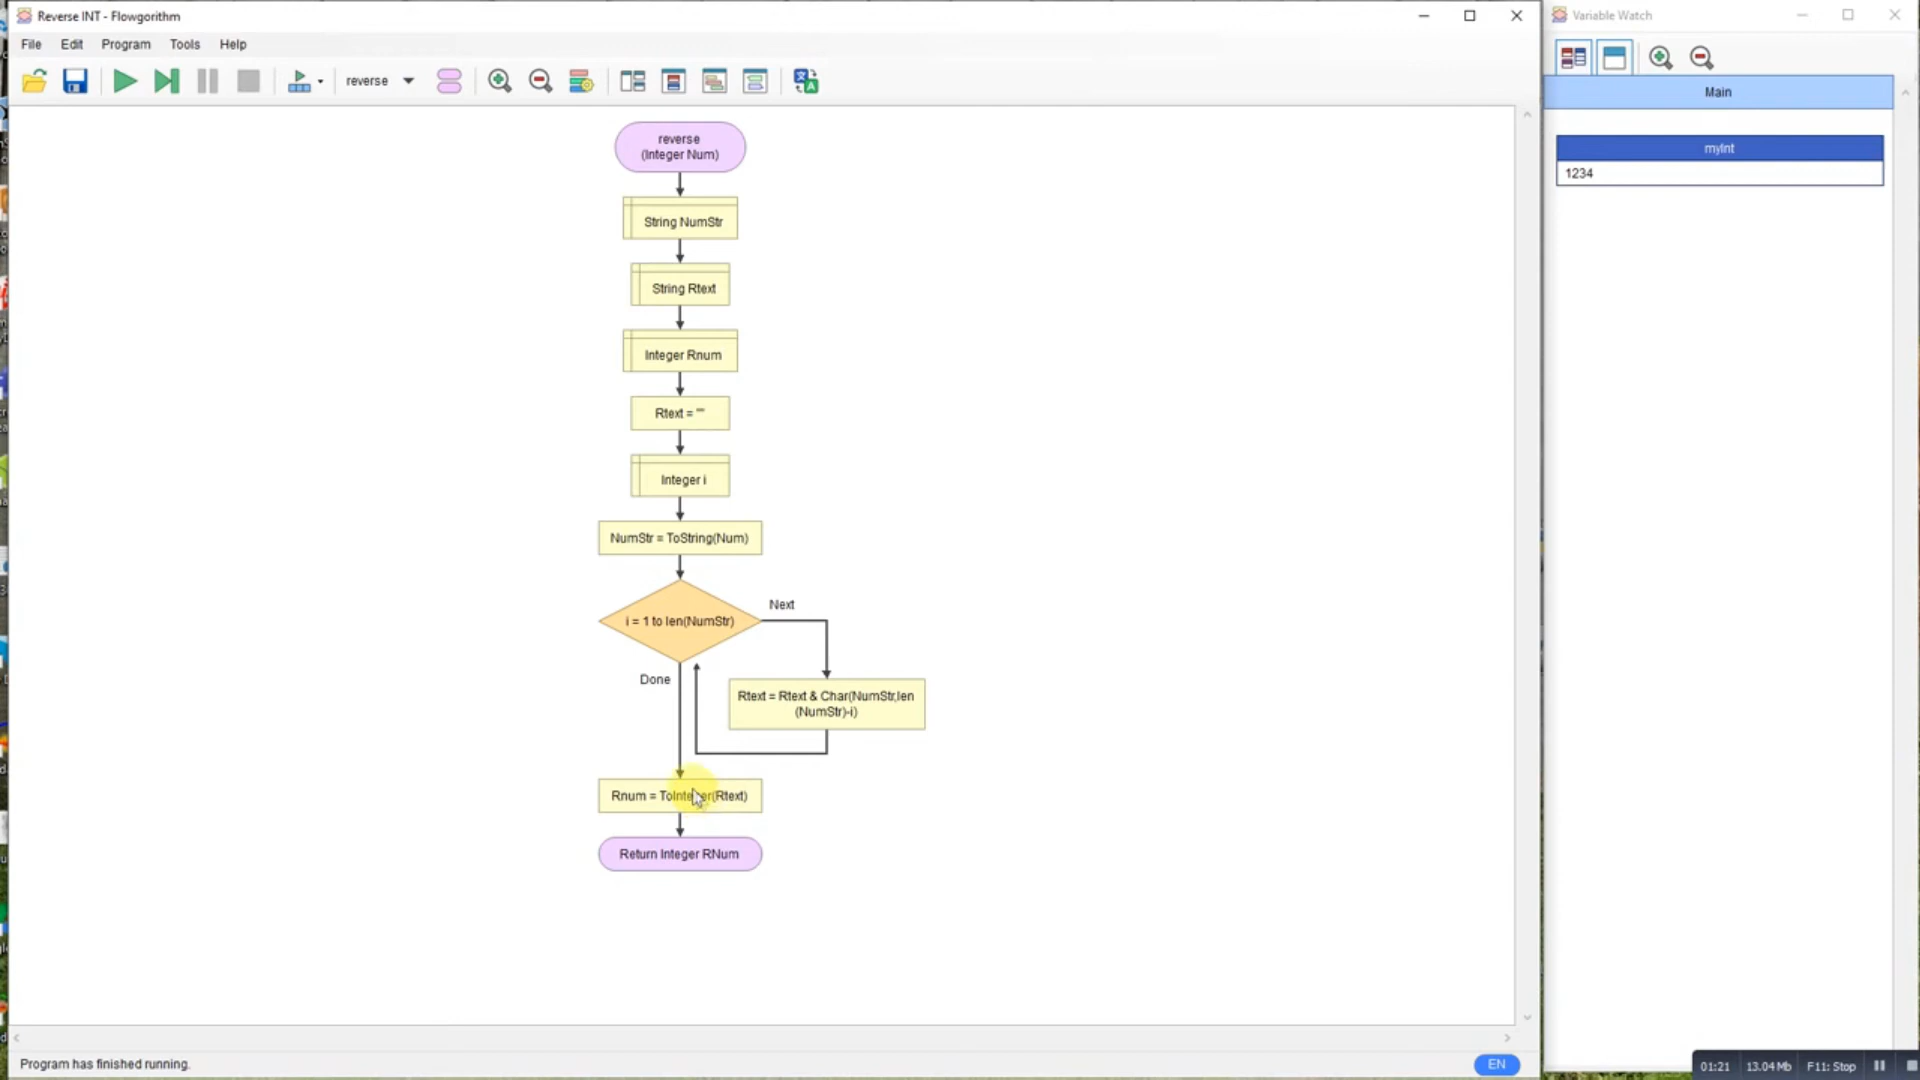 Reverse INT - Flowgorithm
File Edit Program Tools Help
reverse
reverse
(Integer Num)
String NumStr
String Rtext
Integer Rnum
Rtext = ""
Integer i
NumStr = ToString(Num)
i = 1 to len(NumStr)
Next
Done
Rtext = Rtext & Char(NumStr,len
(NumStr)-i)
Rnum = ToInteger(Rtext)
Return Integer RNum
Program has finished running.
EN
Variable Watch
Main
myInt
1234
01:21 13.04 Mb F11: Stop